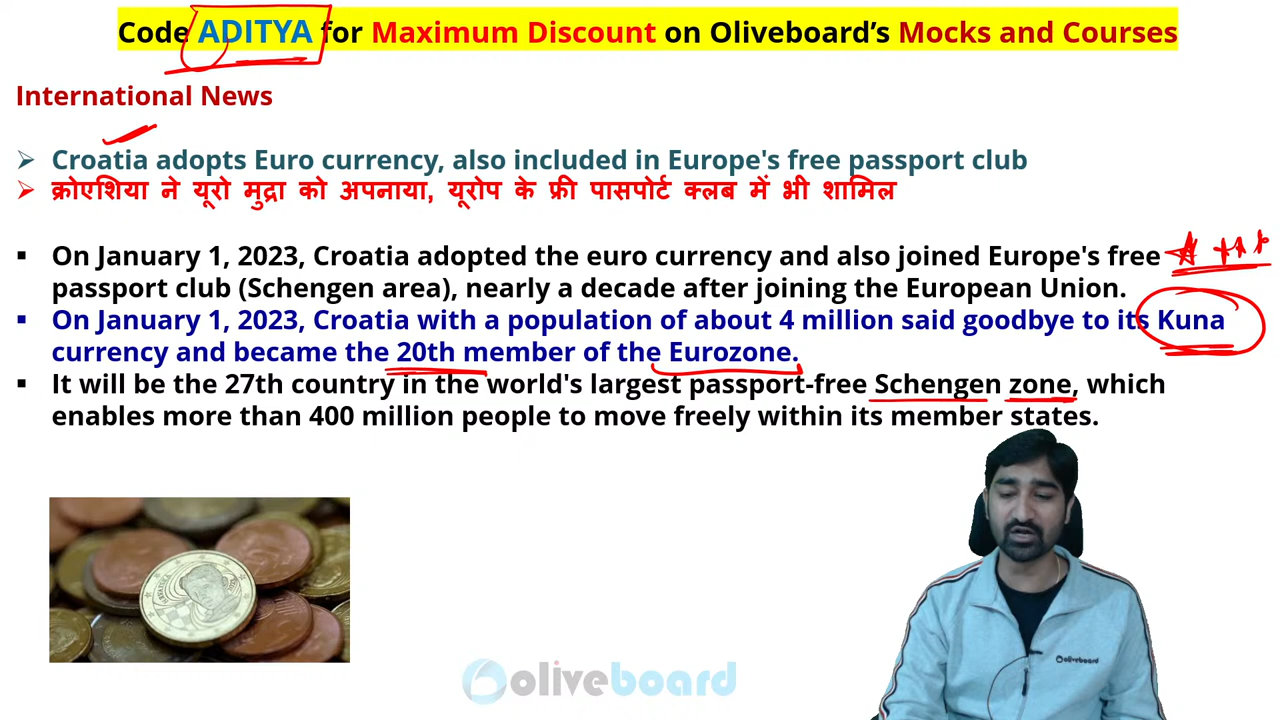 Code ADITYA for Maximum Discount on Oliveboard’s Mocks and Courses
International News
➢ Croatia adopts Euro currency, also included in Europe's free passport club
➢ क्रोएशिया ने यूरो मुद्रा को अपनाया, यूरोप के फ्री पासपोर्ट क्लब में भी शामिल
▪ On January 1, 2023, Croatia adopted the euro currency and also joined Europe's free
passport club (Schengen area), nearly a decade after joining the European Union.
▪ On January 1, 2023, Croatia with a population of about 4 million said goodbye to its Kuna
currency and became the 20th member of the Eurozone.
▪ It will be the 27th country in the world's largest passport-free Schengen zone, which
enables more than 400 million people to move freely within its member states.
oliveboard
oliveboard